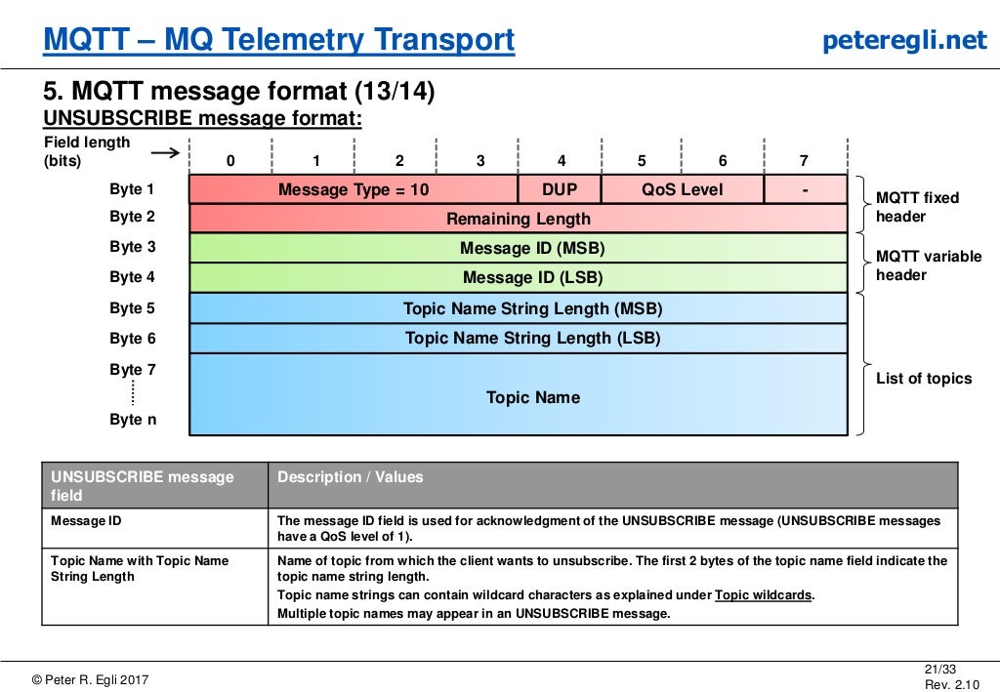 MQTT – MQ Telemetry Transport
peteregli.net
5. MQTT message format (13/14)
UNSUBSCRIBE message format:
Field length
(bits)
0 1 2 3 4 5 6 7
Byte 1
Message Type = 10
DUP
QoS Level
-
Byte 2
Remaining Length
MQTT fixed
header
Byte 3
Message ID (MSB)
Byte 4
Message ID (LSB)
MQTT variable
header
Byte 5
Topic Name String Length (MSB)
Byte 6
Topic Name String Length (LSB)
Byte 7
Topic Name
Byte n
List of topics
UNSUBSCRIBE message
field
Description / Values
Message ID
The message ID field is used for acknowledgment of the UNSUBSCRIBE message (UNSUBSCRIBE messages
have a QoS level of 1).
Topic Name with Topic Name
String Length
Name of topic from which the client wants to unsubscribe. The first 2 bytes of the topic name field indicate the
topic name string length.
Topic name strings can contain wildcard characters as explained under Topic wildcards.
Multiple topic names may appear in an UNSUBSCRIBE message.
© Peter R. Egli 2017
21/33
Rev. 2.10